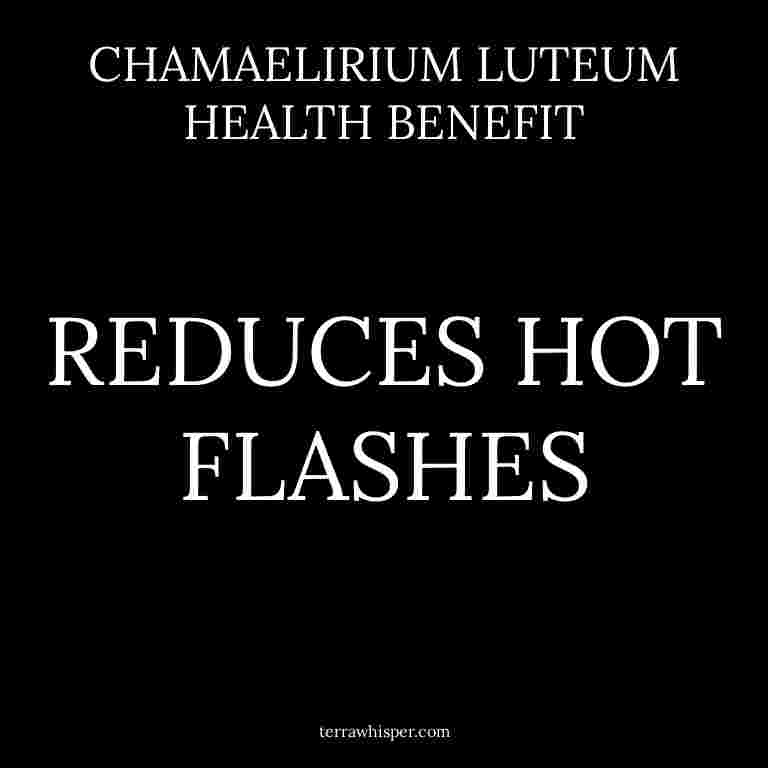 CHAMAELIRIUM LUTEUM
HEALTH BENEFIT
REDUCES HOT
FLASHES
terrawhisper.com